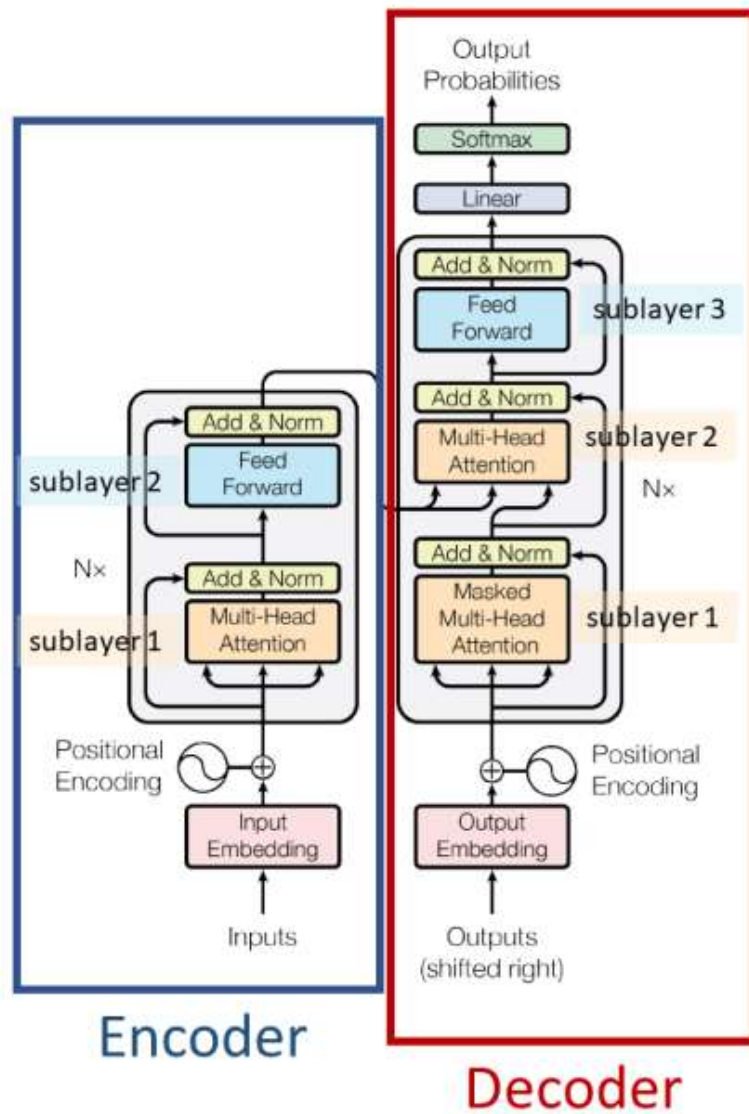 Output
Probabilities
Softmax
Linear
Add & Norm
Feed
Forward
sublayer 3
Add & Norm
Multi-Head
Attention
sublayer 2
N×
Add & Norm
Masked
Multi-Head
Attention
sublayer 1
Positional
Encoding
Output
Embedding
Outputs
(shifted right)
Add & Norm
Feed
Forward
sublayer 2
N×
Add & Norm
Multi-Head
Attention
sublayer 1
Positional
Encoding
Input
Embedding
Inputs
Encoder
Decoder